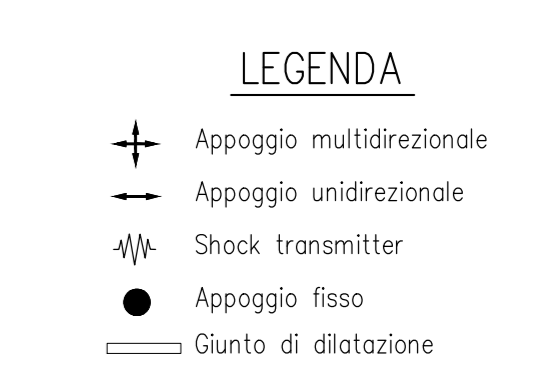 LEGENDA
Appoggio multidirezionale
Appoggio unidirezionale
Shock transmitter
Appoggio fisso
Giunto di dilatazione